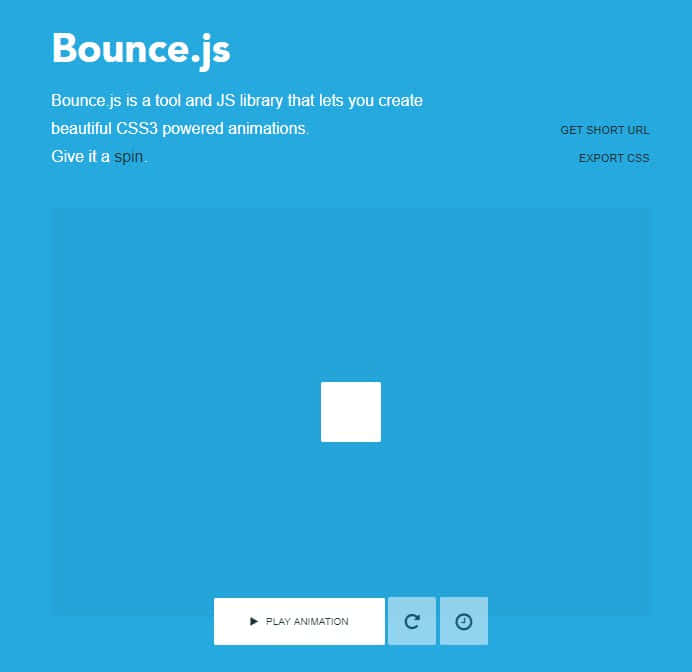 Bounce.js
Bounce.js is a tool and JS library that lets you create
beautiful CSS3 powered animations.
Give it a spin.
GET SHORT URL
EXPORT CSS
PLAY ANIMATION